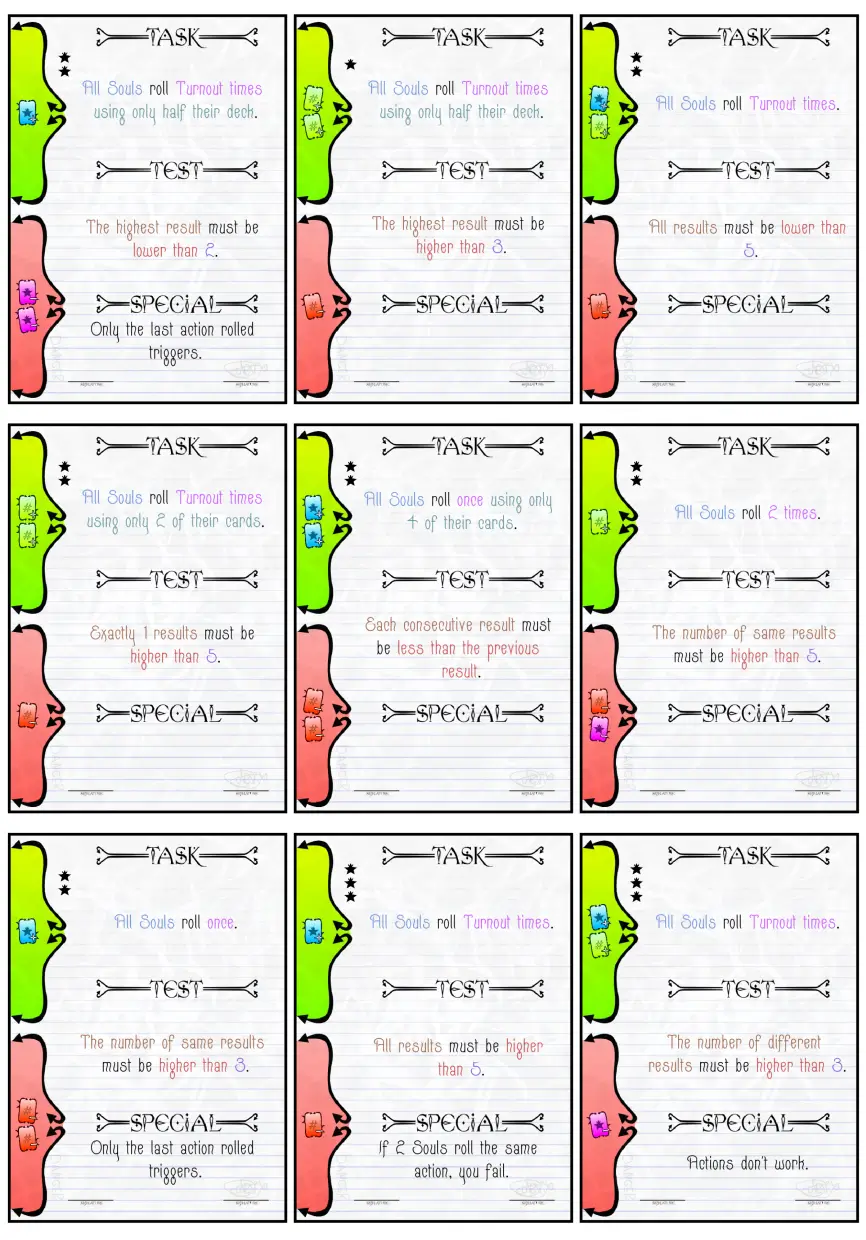 TASK
All Souls roll Turnout times
using only half their deck.
TEST
The highest result must be
lower than 2.
SPECIAL
Only the last action rolled
triggers.
TASK
All Souls roll Turnout times
using only half their deck.
TEST
The highest result must be
higher than 3.
SPECIAL
TASK
All Souls roll Turnout times.
TEST
All results must be lower than
5.
SPECIAL
TASK
All Souls roll Turnout times
using only 2 of their cards.
TEST
Exactly 1 results must be
higher than 5.
SPECIAL
TASK
All Souls roll once using only
4 of their cards.
TEST
Each consecutive result must
be less than the previous
result.
SPECIAL
TASK
All Souls roll 2 times.
TEST
The number of same results
must be higher than 5.
SPECIAL
TASK
All Souls roll once.
TEST
The number of same results
must be higher than 3.
SPECIAL
Only the last action rolled
triggers.
TASK
All Souls roll Turnout times.
TEST
All results must be higher
than 5.
SPECIAL
If 2 Souls roll the same
action, you fail.
TASK
All Souls roll Turnout times.
TEST
The number of different
results must be higher than 3.
SPECIAL
Actions don't work.